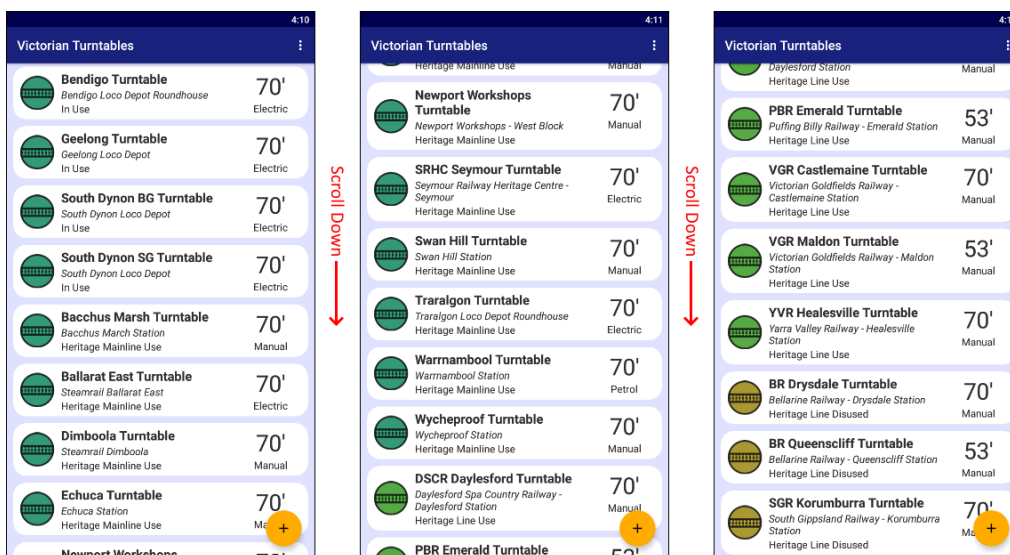 4:10
Victorian Turntables
Bendigo Turntable
Bendigo Loco Depot Roundhouse
In Use
70'
Electric
Geelong Turntable
Geelong Loco Depot
In Use
70'
Electric
South Dynon BG Turntable
South Dynon Loco Depot
In Use
70'
Electric
South Dynon SG Turntable
South Dynon Loco Depot
In Use
70'
Electric
Bacchus Marsh Turntable
Bacchus March Station
Heritage Mainline Use
70'
Manual
Ballarat East Turntable
Steamrail Ballarat East
Heritage Mainline Use
70'
Electric
Dimboola Turntable
Steamrail Dimboola
Heritage Mainline Use
70'
Manual
Echuca Turntable
Echuca Station
Heritage Mainline Use
70'
+
Newport Workshops
Scroll Down
4:11
Victorian Turntables
Heritage Mainline Use
Manual
Newport Workshops
Turntable
Newport Workshops - West Block
Heritage Mainline Use
70'
Manual
SRHC Seymour Turntable
Seymour Railway Heritage Centre -
Seymour
Heritage Mainline Use
70'
Electric
Swan Hill Turntable
Swan Hill Station
Heritage Mainline Use
70'
Manual
Traralgon Turntable
Traralgon Loco Depot Roundhouse
Heritage Mainline Use
70'
Electric
Warrnambool Turntable
Warrnambool Station
Heritage Mainline Use
70'
Petrol
Wycheproof Turntable
Wycheproof Station
Heritage Mainline Use
70'
Manual
DSCR Daylesford Turntable
Daylesford Spa Country Railway -
Daylesford Station
Heritage Line Use
70'
Manual
+
PBR Emerald Turntable
53'
Scroll Down
4:1
Victorian Turntables
Daylesford Station
Heritage Line Use
Manual
PBR Emerald Turntable
Puffing Billy Railway - Emerald Station
Heritage Line Use
53'
Manual
VGR Castlemaine Turntable
Victorian Goldfields Railway -
Castlemaine Station
Heritage Line Use
70'
Manual
VGR Maldon Turntable
Victorian Goldfields Railway - Maldon
Station
Heritage Line Use
53'
Manual
YVR Healesville Turntable
Yarra Valley Railway - Healesville
Station
Heritage Line Use
70'
Manual
BR Drysdale Turntable
Bellarine Railway - Drysdale Station
Heritage Line Disused
70'
Manual
BR Queenscliff Turntable
Bellarine Railway - Queenscliff Station
Heritage Line Disused
53'
Manual
SGR Korumburra Turntable
South Gippsland Railway - Korumburra
Station
Heritage Line Disused
70'
+